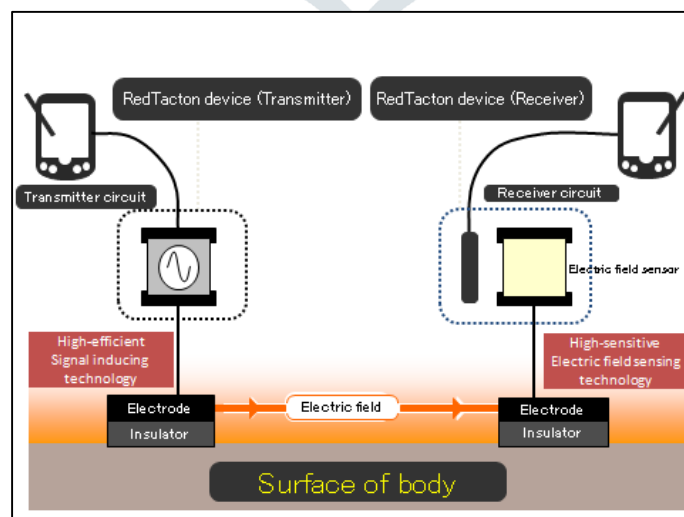 RedTacton device (Transmitter)
RedTacton device (Receiver)
Transmitter circuit
Receiver circuit
Electric field sensor
High-efficient
Signal inducing
technology
High-sensitive
Electric field sensing
technology
Electrode
Insulator
Electric field
Electrode
Insulator
Surface of body